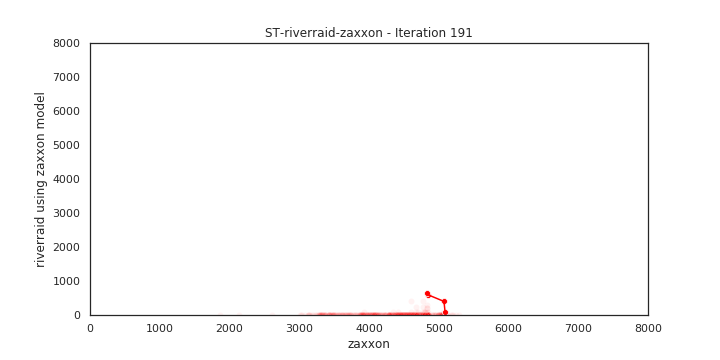 ST-riverraid-zaxxon - Iteration 191
8000
7000
6000
5000
4000
3000
2000
1000
0
riverraid using zaxxon model
0 1000 2000 3000 4000 5000 6000 7000 8000
zaxxon